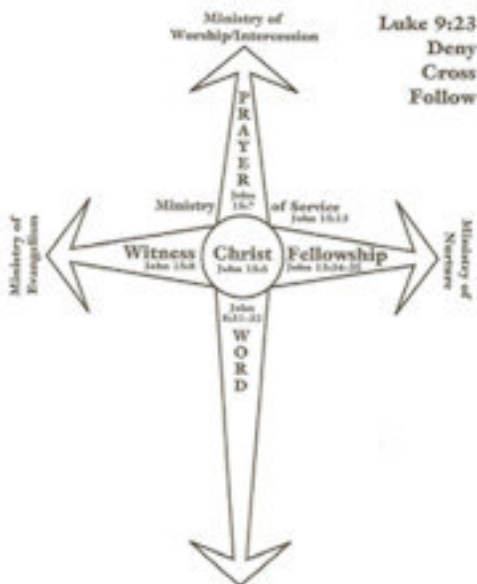 Ministry of
Worship/Intercession
Luke 9:23
Deny
Cross
Follow
PRAYER
John
15:7
Ministry of Service
John 15:13
Ministry of
Evangelism
Witness
John 15:8
Christ
John 15:5
Fellowship
John 13:34-35
Ministry of
Nurture
John
8:31-32
WORD